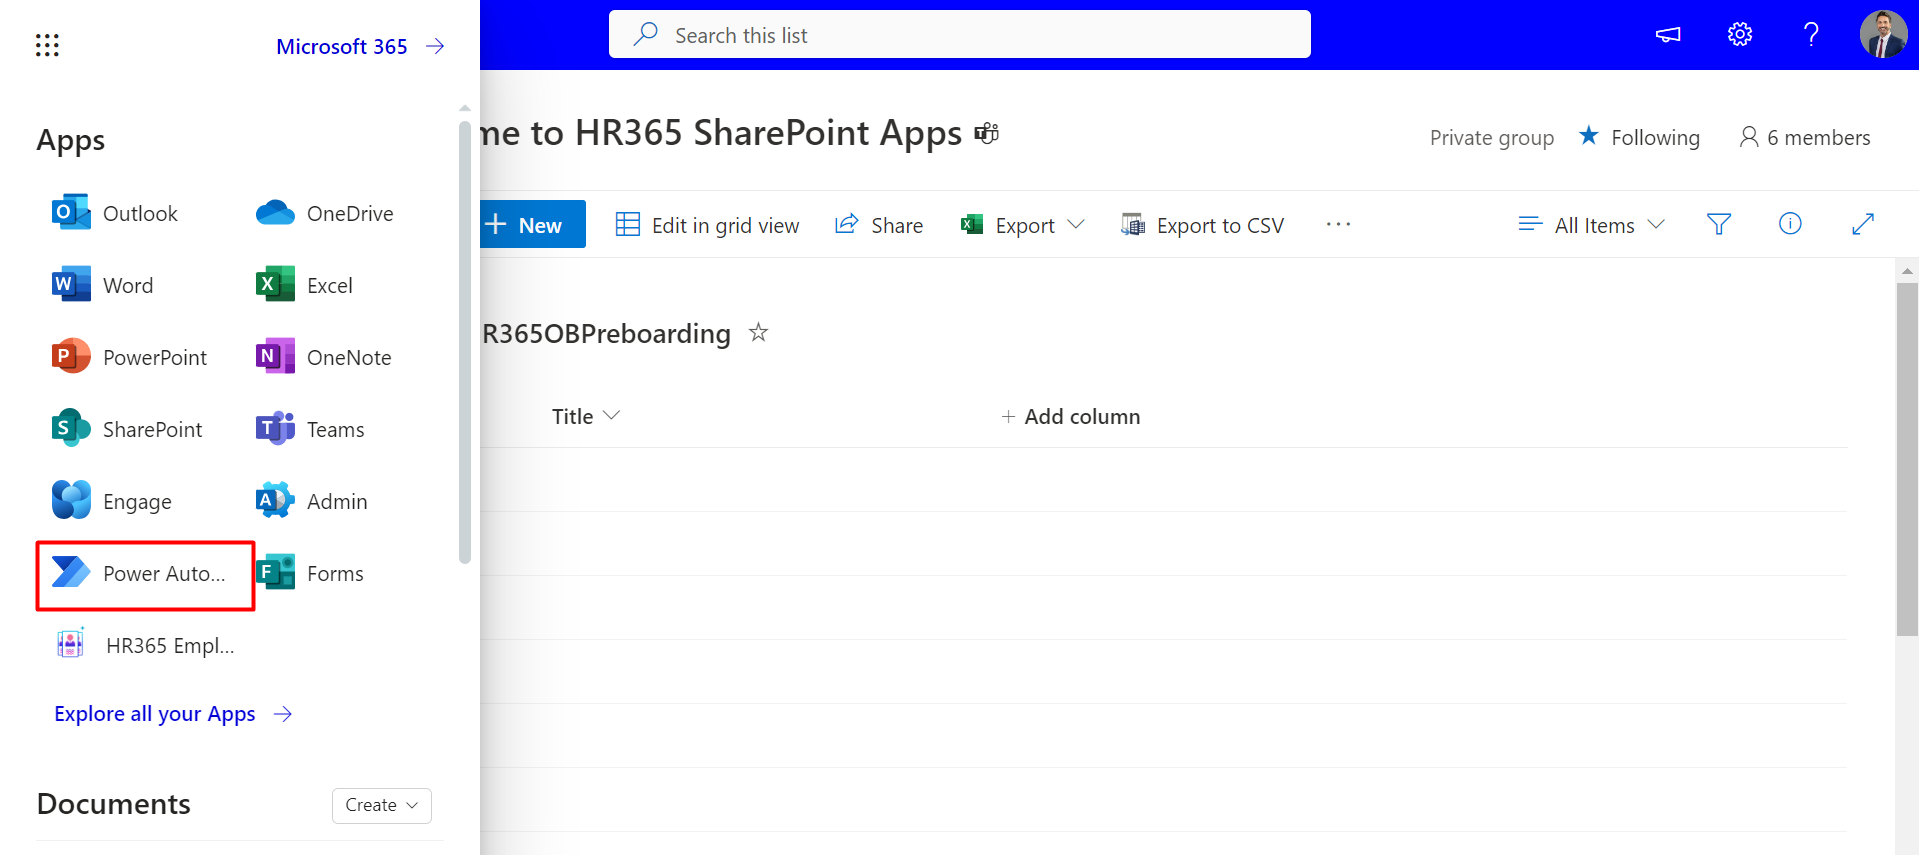 Microsoft 365
Search this list
Apps
me to HR365 SharePoint Apps
Private group
Following
6 members
Outlook
OneDrive
New
Edit in grid view
Share
Export
Export to CSV
All Items
Word
Excel
R365OBPreboarding
PowerPoint
OneNote
Title
Add column
SharePoint
Teams
Engage
Admin
Power Auto...
Forms
HR365 Empl...
Explore all your Apps
Documents
Create